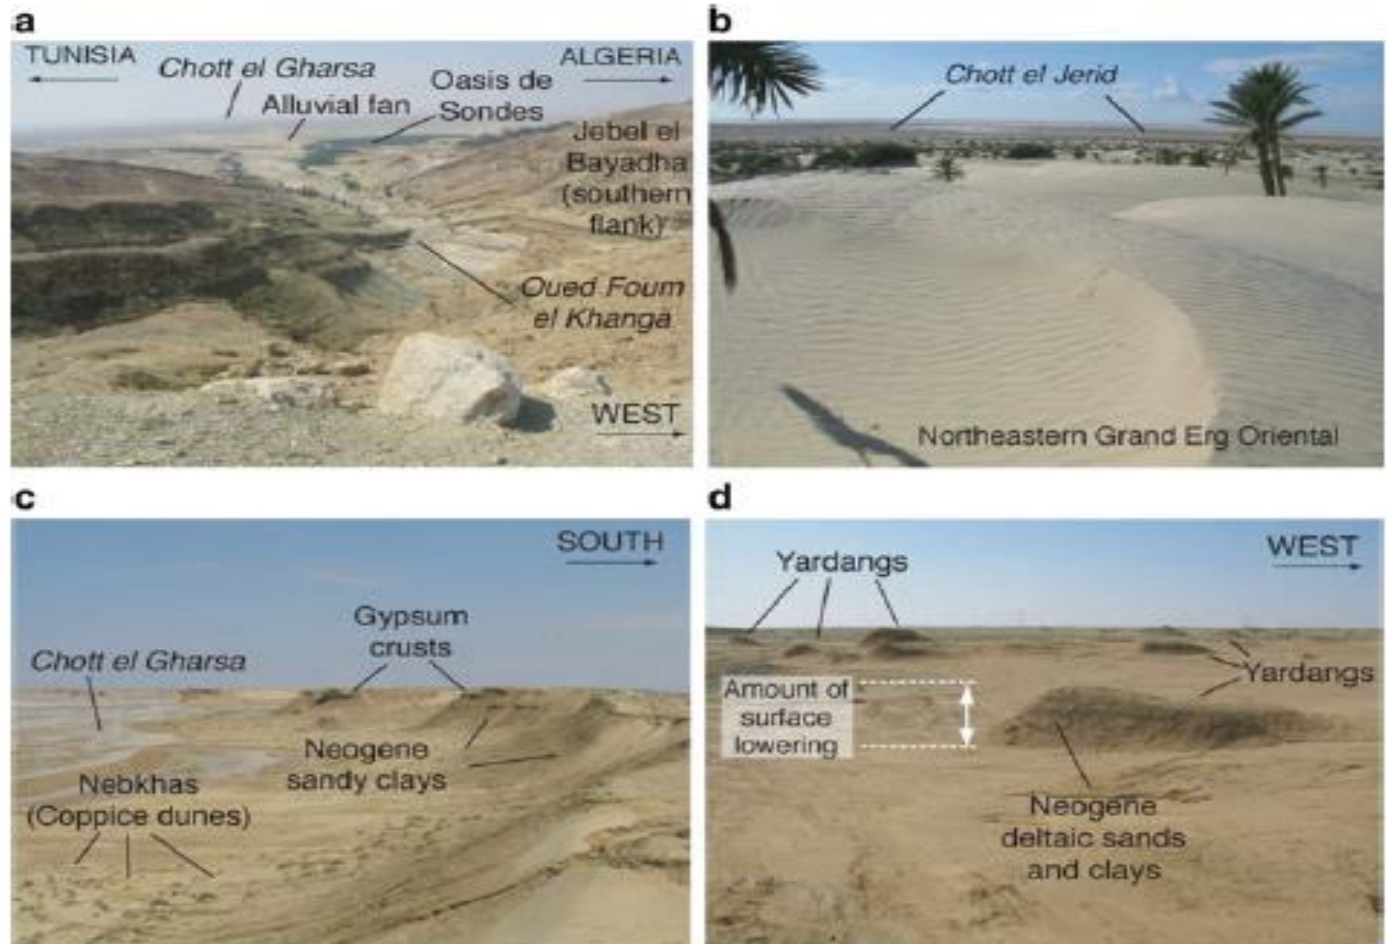 a
TUNISIA
ALGERIA
Chott el Gharsa
Oasis de
Sondes
Alluvial fan
Jebel el
Bayadha
(southern
flank)
Oued Foum
el Khanga
WEST
b
Chott el Jerid
Northeastern Grand Erg Oriental
c
SOUTH
Gypsum
crusts
Chott el Gharsa
Neogene
sandy clays
Nebkhas
(Coppice dunes)
d
WEST
Yardangs
Yardangs
Amount of
surface
lowering
Neogene
deltaic sands
and clays